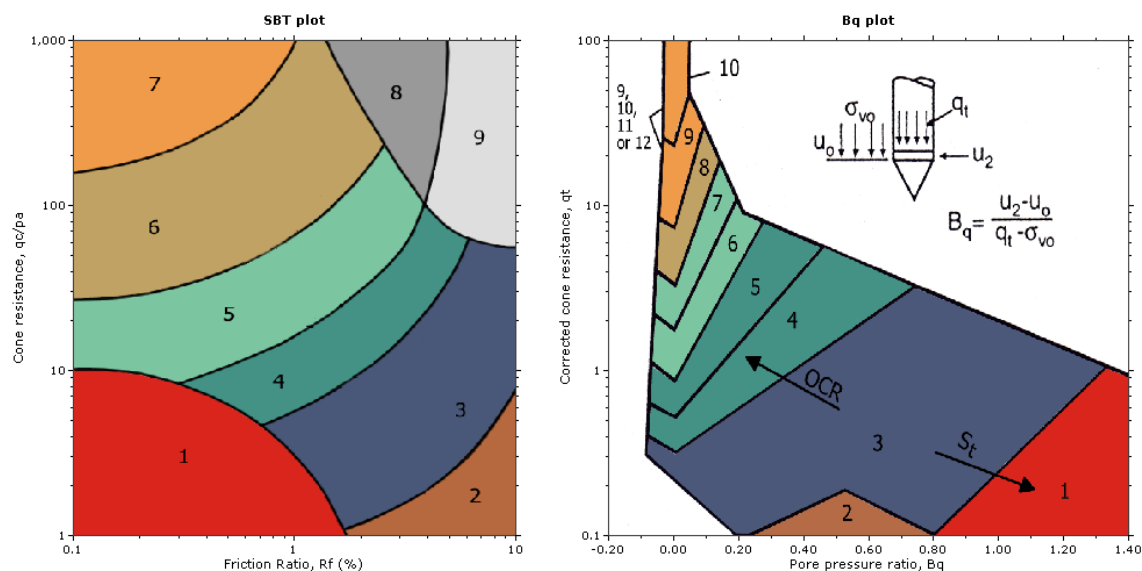 SBT plot
1,000
100
10
1
Cone resistance, qc/pa
0.1
1
10
Friction Ratio, Rf (%)
7
8
9
6
5
4
3
1
2
Bq plot
100
10
1
0.1
Corrected cone resistance, qt
-0.20
0.00
0.20
0.40
0.60
0.80
1.00
1.20
1.40
Pore pressure ratio, Bq
10
9,
10,
11
or 12
9
8
7
6
5
4
3
2
1
OCR
St
σvo
qt
uo
u2
Bq= u2-uo
qt-σvo